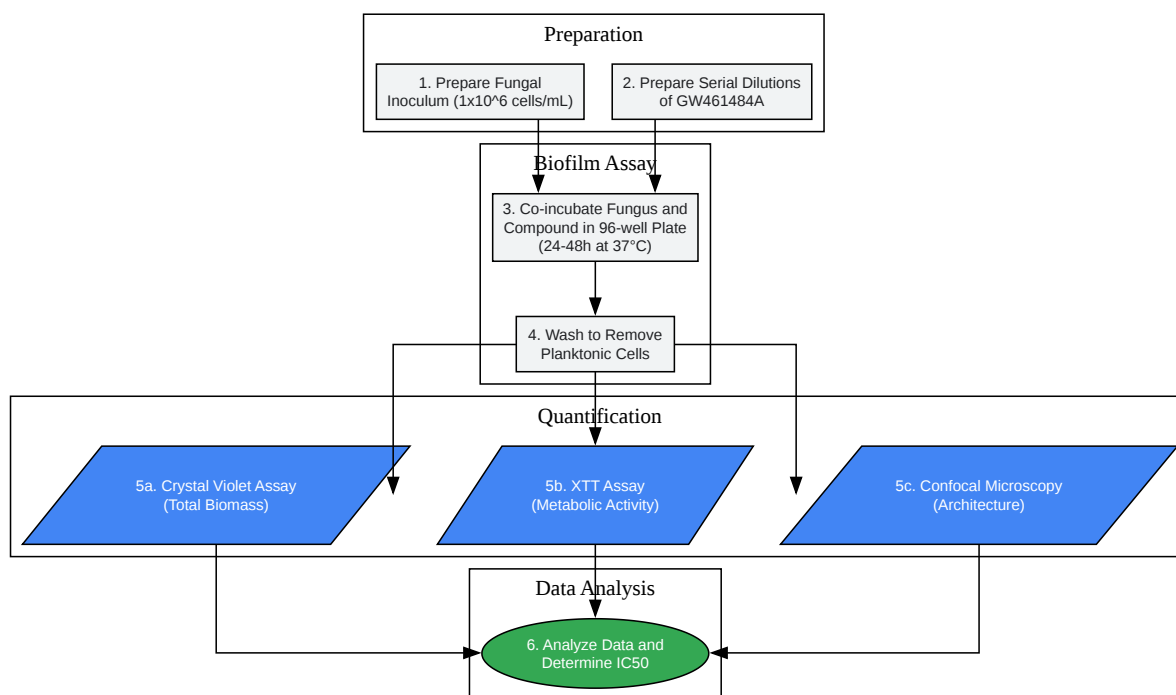 Preparation
1. Prepare Fungal
Inoculum (1x10^6 cells/mL)
2. Prepare Serial Dilutions
of GW461484A
Biofilm Assay
3. Co-incubate Fungus and
Compound in 96-well Plate
(24-48h at 37°C)
4. Wash to Remove
Planktonic Cells
Quantification
5a. Crystal Violet Assay
(Total Biomass)
5b. XTT Assay
(Metabolic Activity)
5c. Confocal Microscopy
(Architecture)
Data Analysis
6. Analyze Data and
Determine IC50